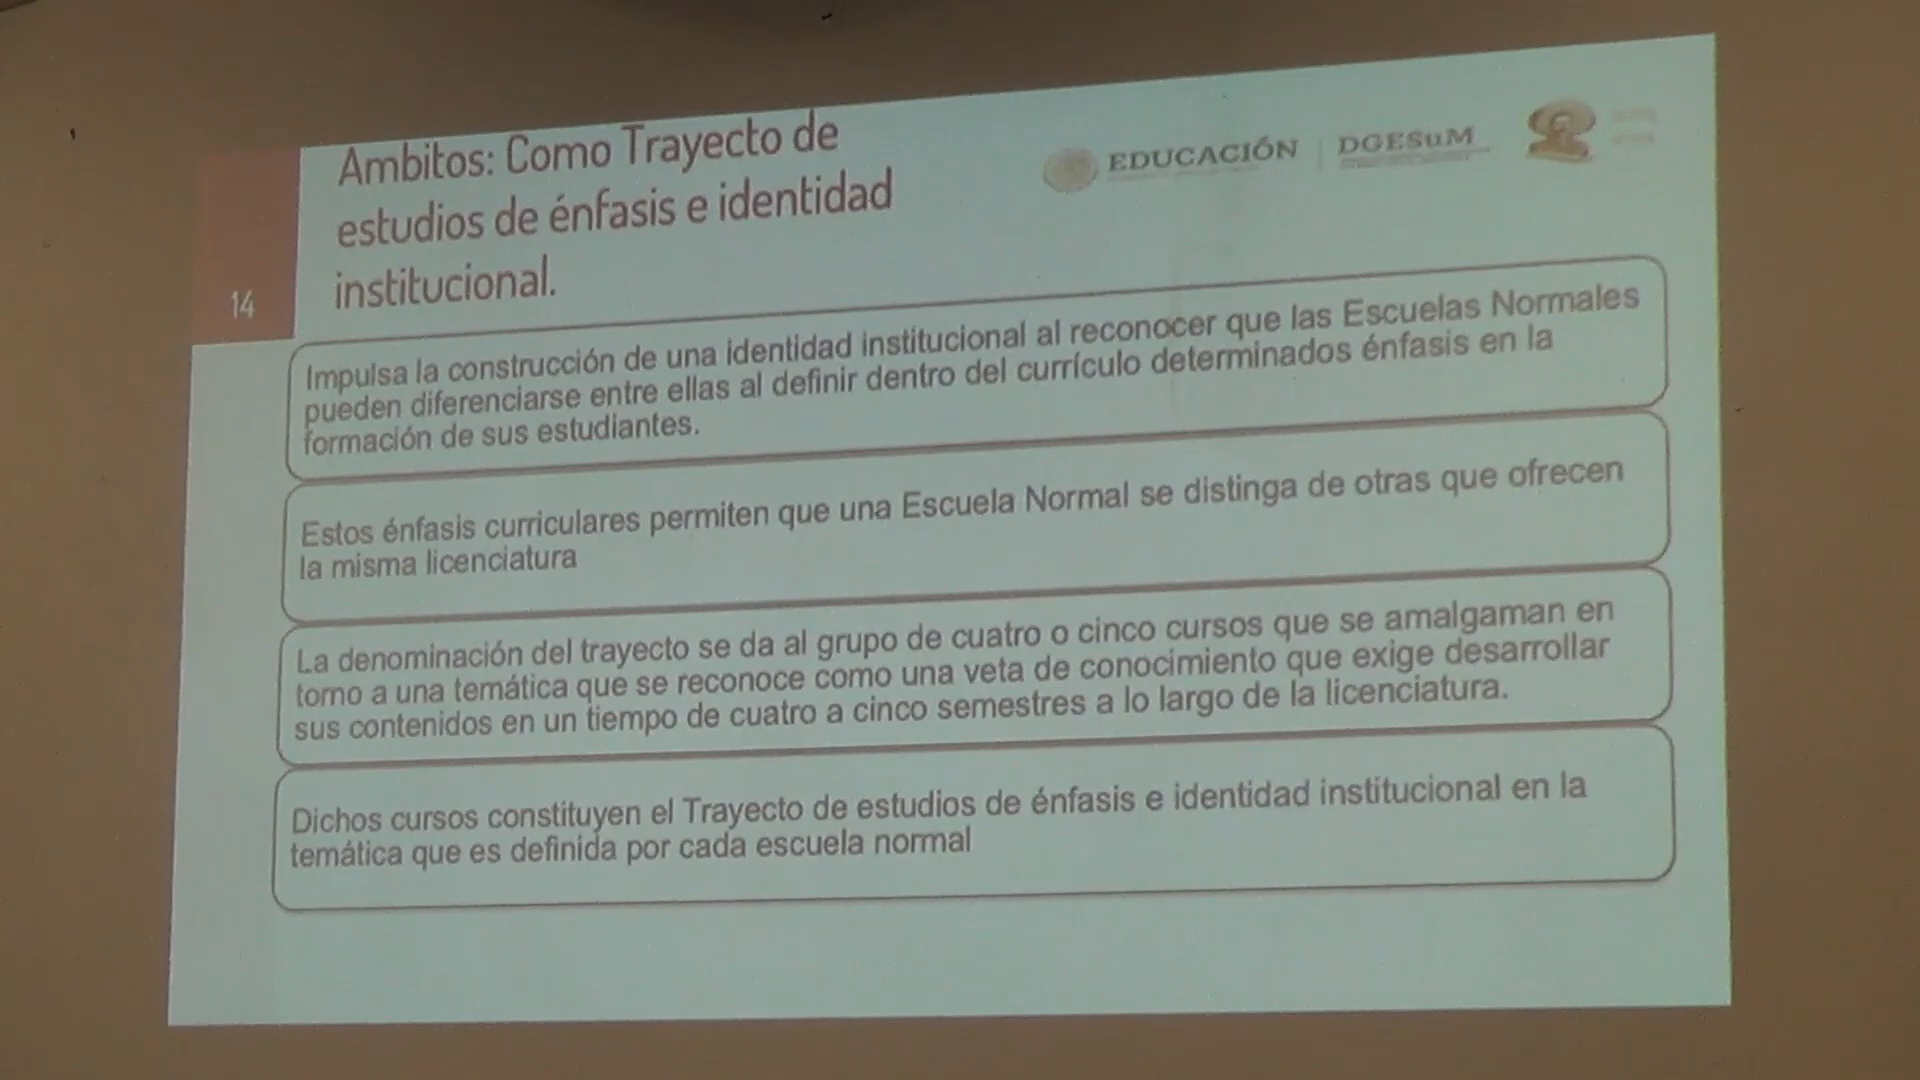 Ambitos: Como Trayecto de
estudios de énfasis e identidad
institucional.
EDUCACIÓN
DGESuM
14
Impulsa la construcción de una identidad institucional al reconocer que las Escuelas Normales
pueden diferenciarse entre ellas al definir dentro del currículo determinados énfasis en la
formación de sus estudiantes.
Estos énfasis curriculares permiten que una Escuela Normal se distinga de otras que ofrecen
la misma licenciatura
La denominación del trayecto se da al grupo de cuatro o cinco cursos que se amalgaman en
torno a una temática que se reconoce como una veta de conocimiento que exige desarrollar
sus contenidos en un tiempo de cuatro a cinco semestres a lo largo de la licenciatura.
Dichos cursos constituyen el Trayecto de estudios de énfasis e identidad institucional en la
temática que es definida por cada escuela normal